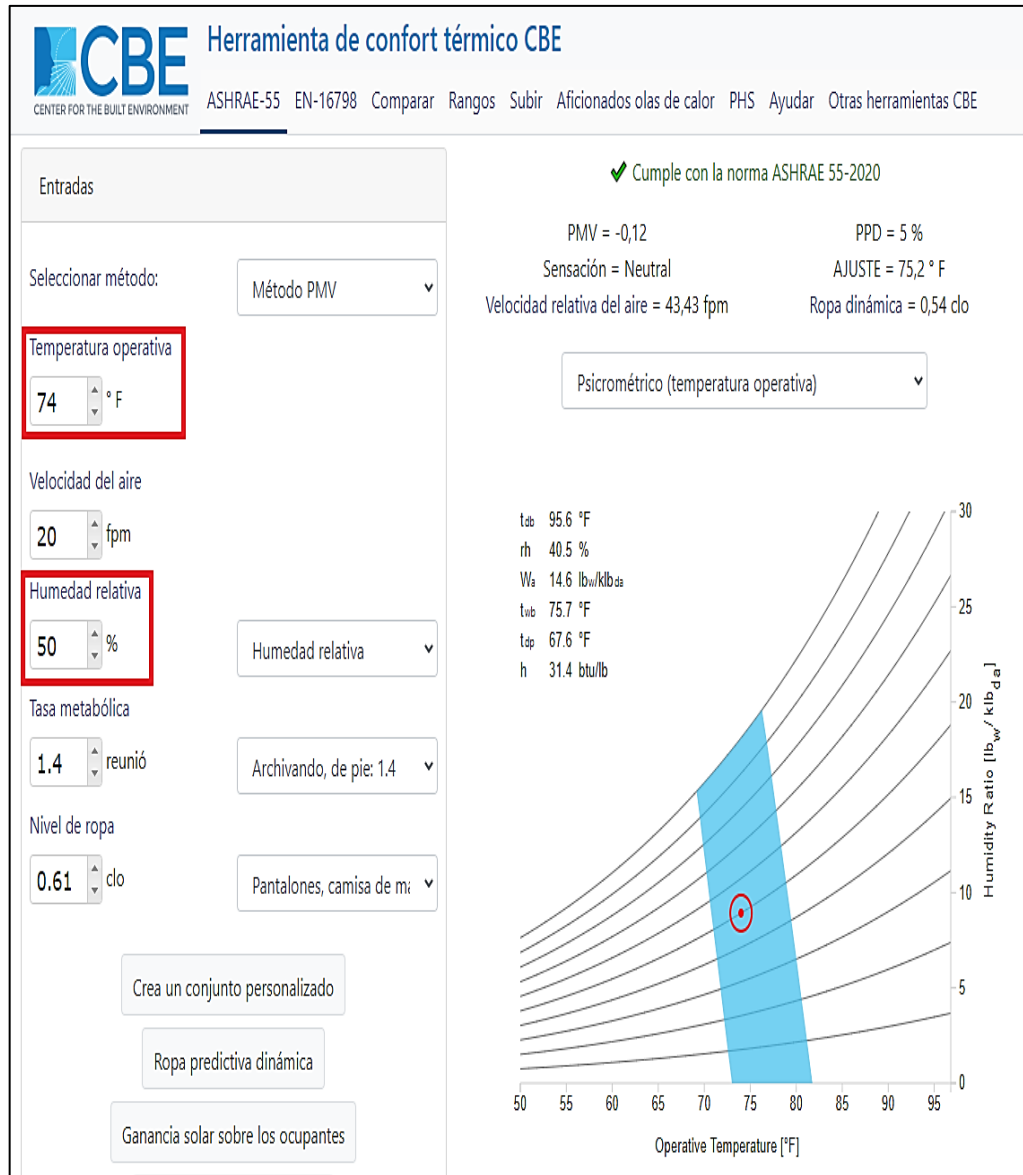 CBE
CENTER FOR THE BUILT ENVIRONMENT
Herramienta de confort térmico CBE
ASHRAE-55 EN-16798 Comparar Rangos Subir Aficionados olas de calor PHS Ayudar Otras herramientas CBE
Entradas
Seleccionar método:
Método PMV
Temperatura operativa
74 ° F
Velocidad del aire
20 fpm
Humedad relativa
50 %
Humedad relativa
Tasa metabólica
1.4 reunió
Archivando, de pie: 1.4
Nivel de ropa
0.61 clo
Pantalones, camisa de ma
Crea un conjunto personalizado
Ropa predictiva dinámica
Ganancia solar sobre los ocupantes
Cumple con la norma ASHRAE 55-2020
PMV = -0,12 PPD = 5 %
Sensación = Neutral AJUSTE = 75,2 ° F
Velocidad relativa del aire = 43,43 fpm Ropa dinámica = 0,54 clo
Psicrométrico (temperatura operativa)
tdb 95.6 °F
rh 40.5 %
Wa 14.6 lbw/klbda
twb 75.7 °F
tdp 67.6 °F
h 31.4 btu/lb
30
25
20
15
10
5
0
Humidity Ratio [lbw/klbda]
50 55 60 65 70 75 80 85 90 95
Operative Temperature [°F]